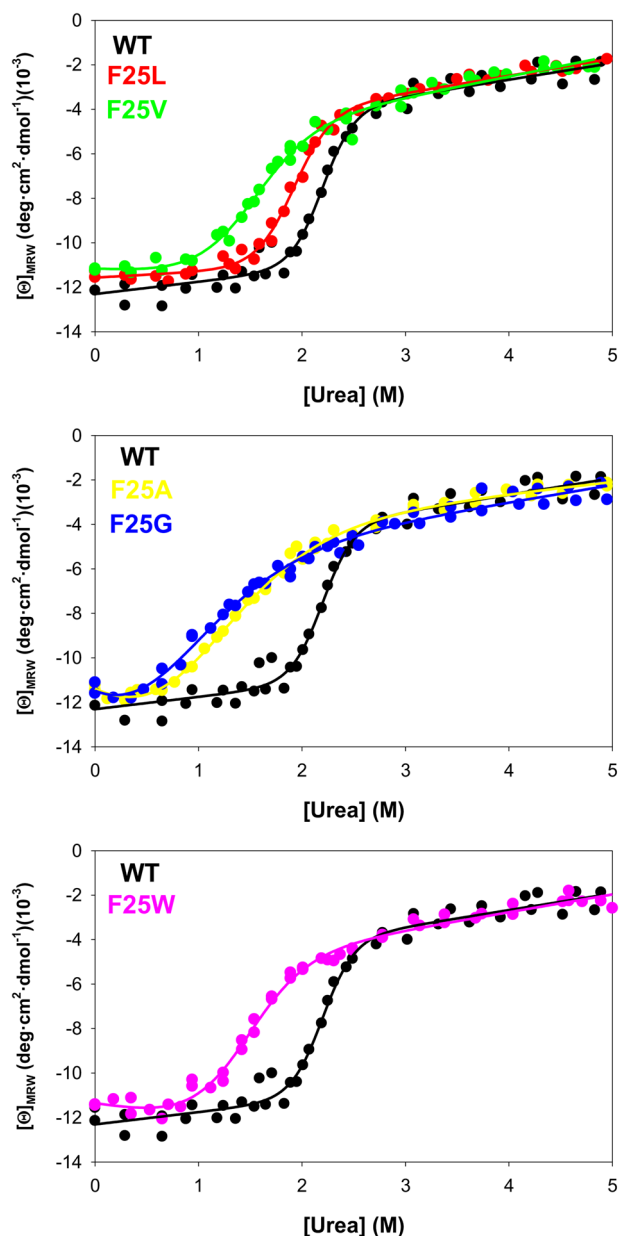 WT
F25L
F25V
0
-2
-4
-6
-8
-10
-12
-14
[Θ]MRW (deg·cm²·dmol⁻¹)(10⁻³)
0 1 2 3 4 5
[Urea] (M)
WT
F25A
F25G
0
-2
-4
-6
-8
-10
-12
-14
[Θ]MRW (deg·cm²·dmol⁻¹)(10⁻³)
0 1 2 3 4 5
[Urea] (M)
WT
F25W
0
-2
-4
-6
-8
-10
-12
-14
[Θ]MRW (deg·cm²·dmol⁻¹)(10⁻³)
0 1 2 3 4 5
[Urea] (M)